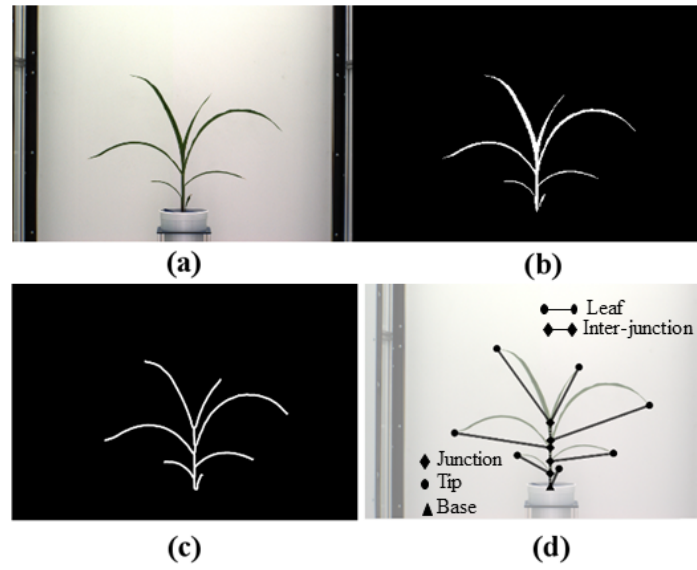 (a)
(b)
Leaf
Inter-junction
Junction
Tip
Base
(c)
(d)